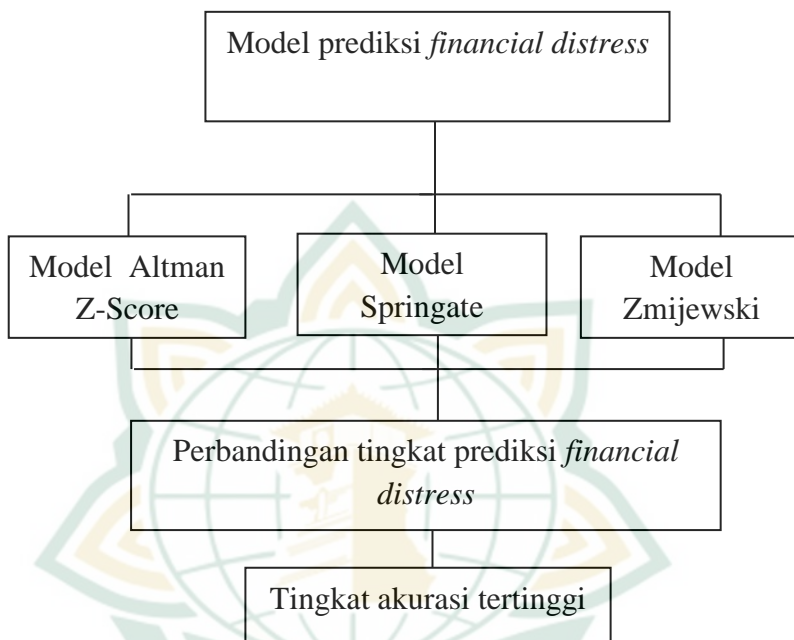 Model prediksi financial distress
Model Altman
Z-Score
Model
Springate
Model
Zmijewski
Perbandingan tingkat prediksi financial
distress
Tingkat akurasi tertinggi